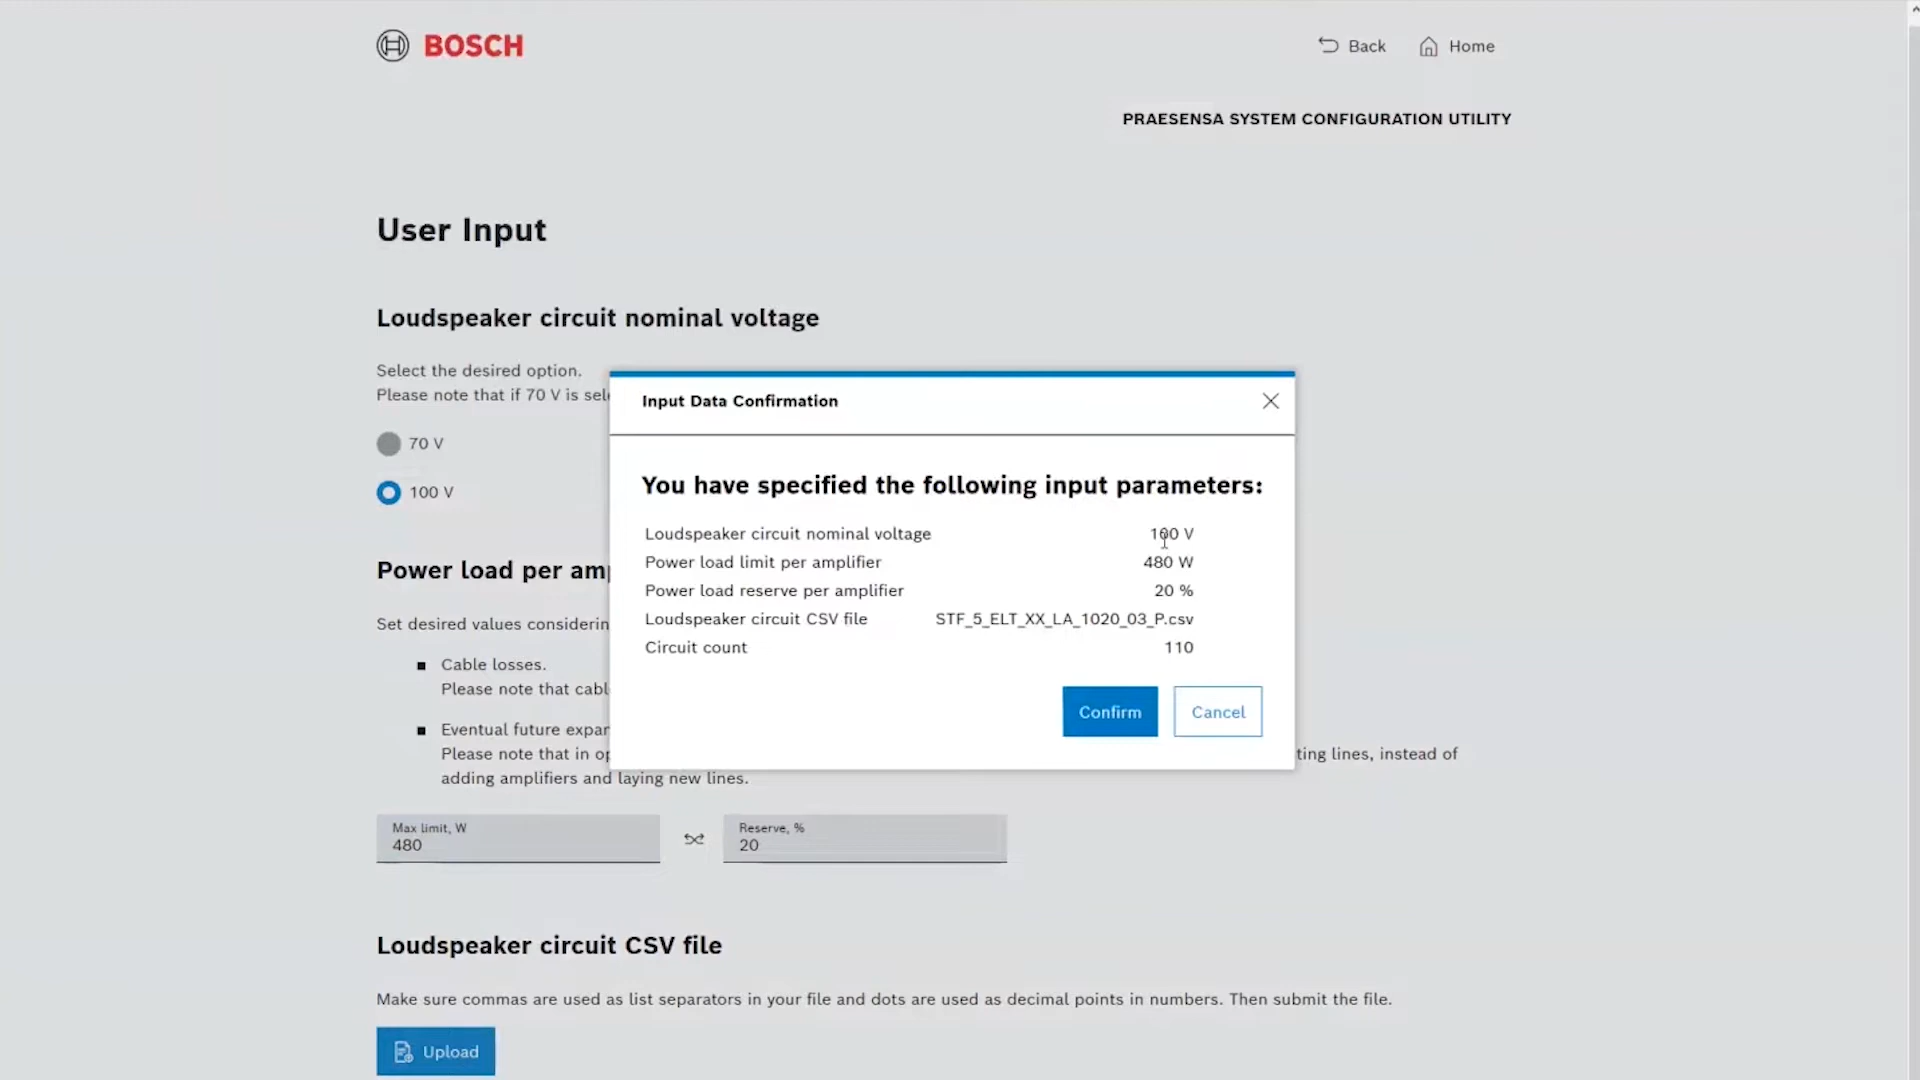 BOSCH
Back
Home
PRAESENSA SYSTEM CONFIGURATION UTILITY
User Input
Loudspeaker circuit nominal voltage
Select the desired option.
Please note that if 70 V is
70 V
100 V
Input Data Confirmation
You have specified the following input parameters:
Loudspeaker circuit nominal voltage 100 V
Power load limit per amplifier 480 W
Power load reserve per amplifier 20 %
Loudspeaker circuit CSV file STF_5_ELT_XX_LA_1020_03_P.csv
Circuit count 110
Confirm
Cancel
Power load per
Set desired values
Cable losses.
Please note that
Eventual future
Please note that in
lines, instead of
adding amplifiers and laying new lines.
Max limit, W
480
Reserve, %
20
Loudspeaker circuit CSV file
Make sure commas are used as list separators in your file and dots are used as decimal points in numbers. Then submit the file.
Upload